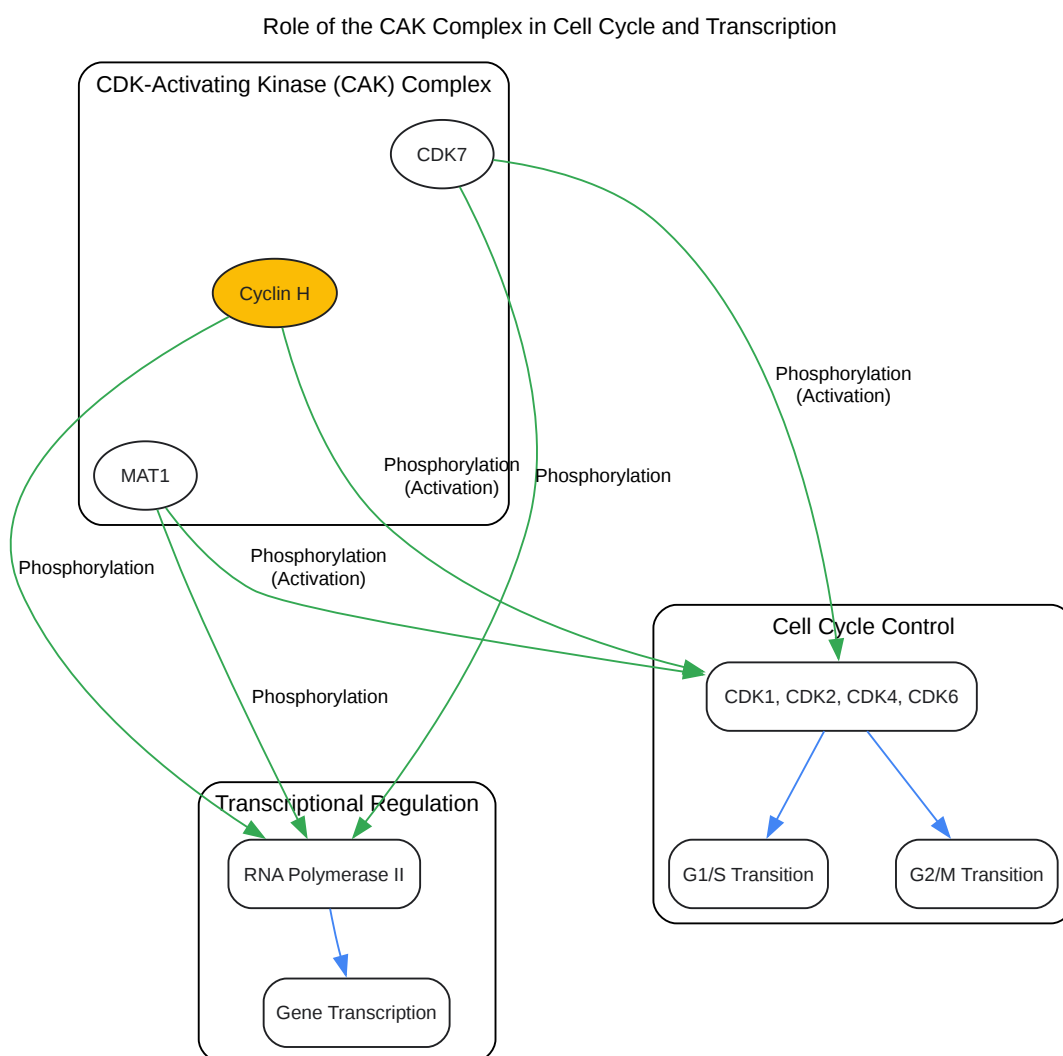 Role of the CAK Complex in Cell Cycle and Transcription
CDK-Activating Kinase (CAK) Complex
CDK7
Cyclin H
MAT1
Phosphorylation
(Activation)
Phosphorylation
(Activation)
Phosphorylation
Phosphorylation
(Activation)
Phosphorylation
Phosphorylation
Cell Cycle Control
CDK1, CDK2, CDK4, CDK6
G1/S Transition
G2/M Transition
Transcriptional Regulation
RNA Polymerase II
Gene Transcription